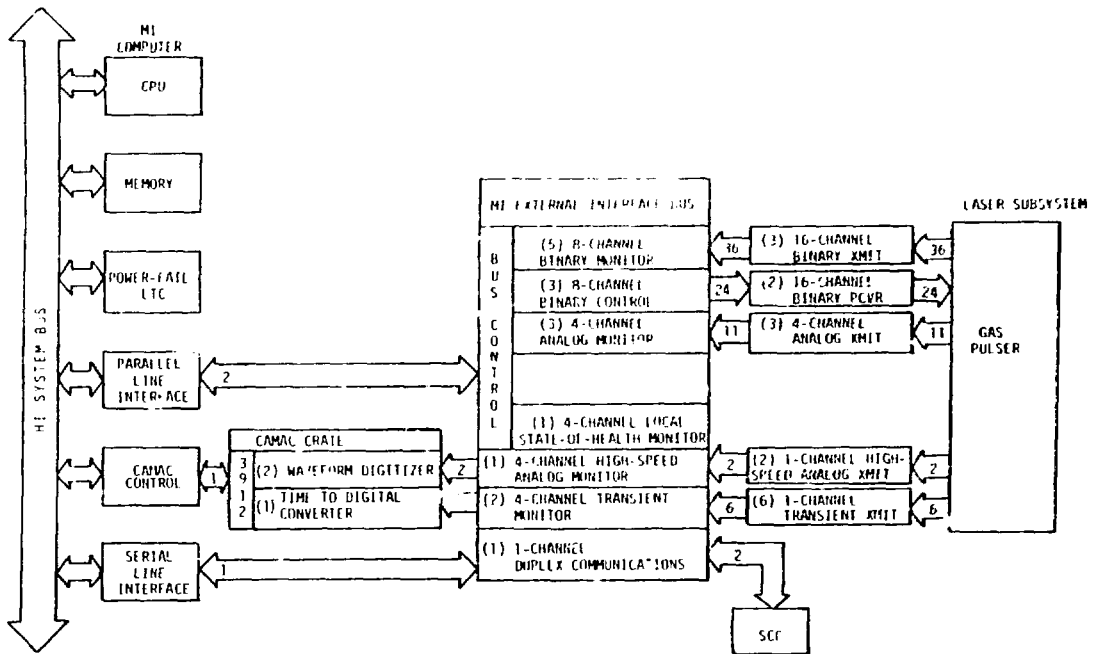 MI
COMPUTER
CPU
MEMORY
POWER-FAIL
LTC
PARALLEL
LINE
INTERFACE
CAMAC
CONTROL
SERIAL
LINE
INTERFACE
SYSTEM BUS
2
1
1
CAMAC CRATE
3912
(2) WAVEFORM DIGITIZER
(1) TIME TO DIGITAL
CONVERTER
2
MI EXTERNAL INTERFACE BUS
BUS CONTROL
(5) 8-CHANNEL
BINARY MONITOR
(3) 8-CHANNEL
BINARY CONTROL
(3) 4-CHANNEL
ANALOG MONITOR
(1) 4-CHANNEL LOCAL
STATE-OF-HEALTH MONITOR
(1) 4-CHANNEL HIGH-SPEED
ANALOG MONITOR
(2) 4-CHANNEL TRANSIENT
MONITOR
(1) 1-CHANNEL
DUPLEX COMMUNICATIONS
36
24
11
2
6
2
(3) 16-CHANNEL
BINARY XMIT
(2) 16-CHANNEL
BINARY RCVR
(3) 4-CHANNEL
ANALOG XMIT
(2) 1-CHANNEL HIGH-
SPEED ANALOG XMIT
(6) 1-CHANNEL
TRANSIENT XMIT
36
24
11
2
6
LASER SUBSYSTEM
GAS
PULSER
SCF